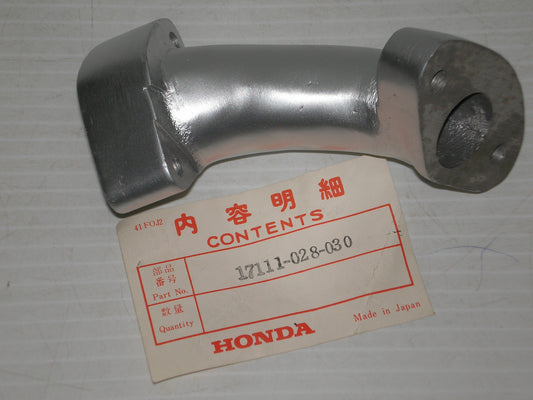 41FOJ2
内容明細
CONTENTS
部品
番号
Part No.
17111-028-030
数量
Quantity
HONDA
Made in Japan